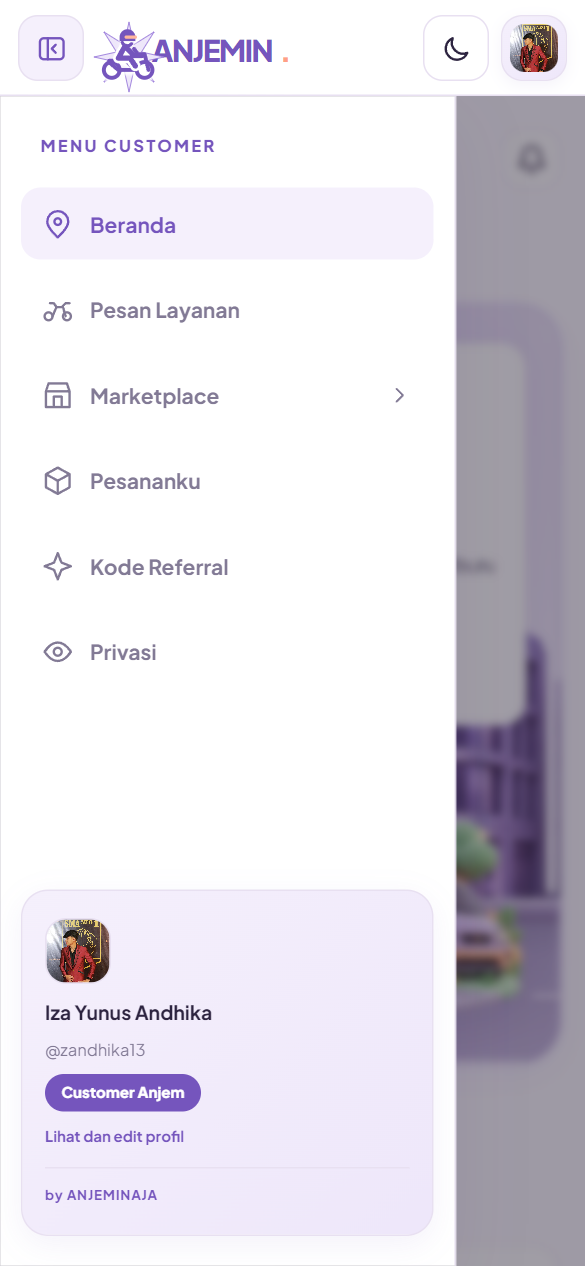 ANJEMIN .
MENU CUSTOMER
Beranda
Pesan Layanan
Marketplace
Pesananku
Kode Referral
Privasi
Iza Yunus Andhika
@zandhika13
Customer Anjem
Lihat dan edit profil
by ANJEMINAJA